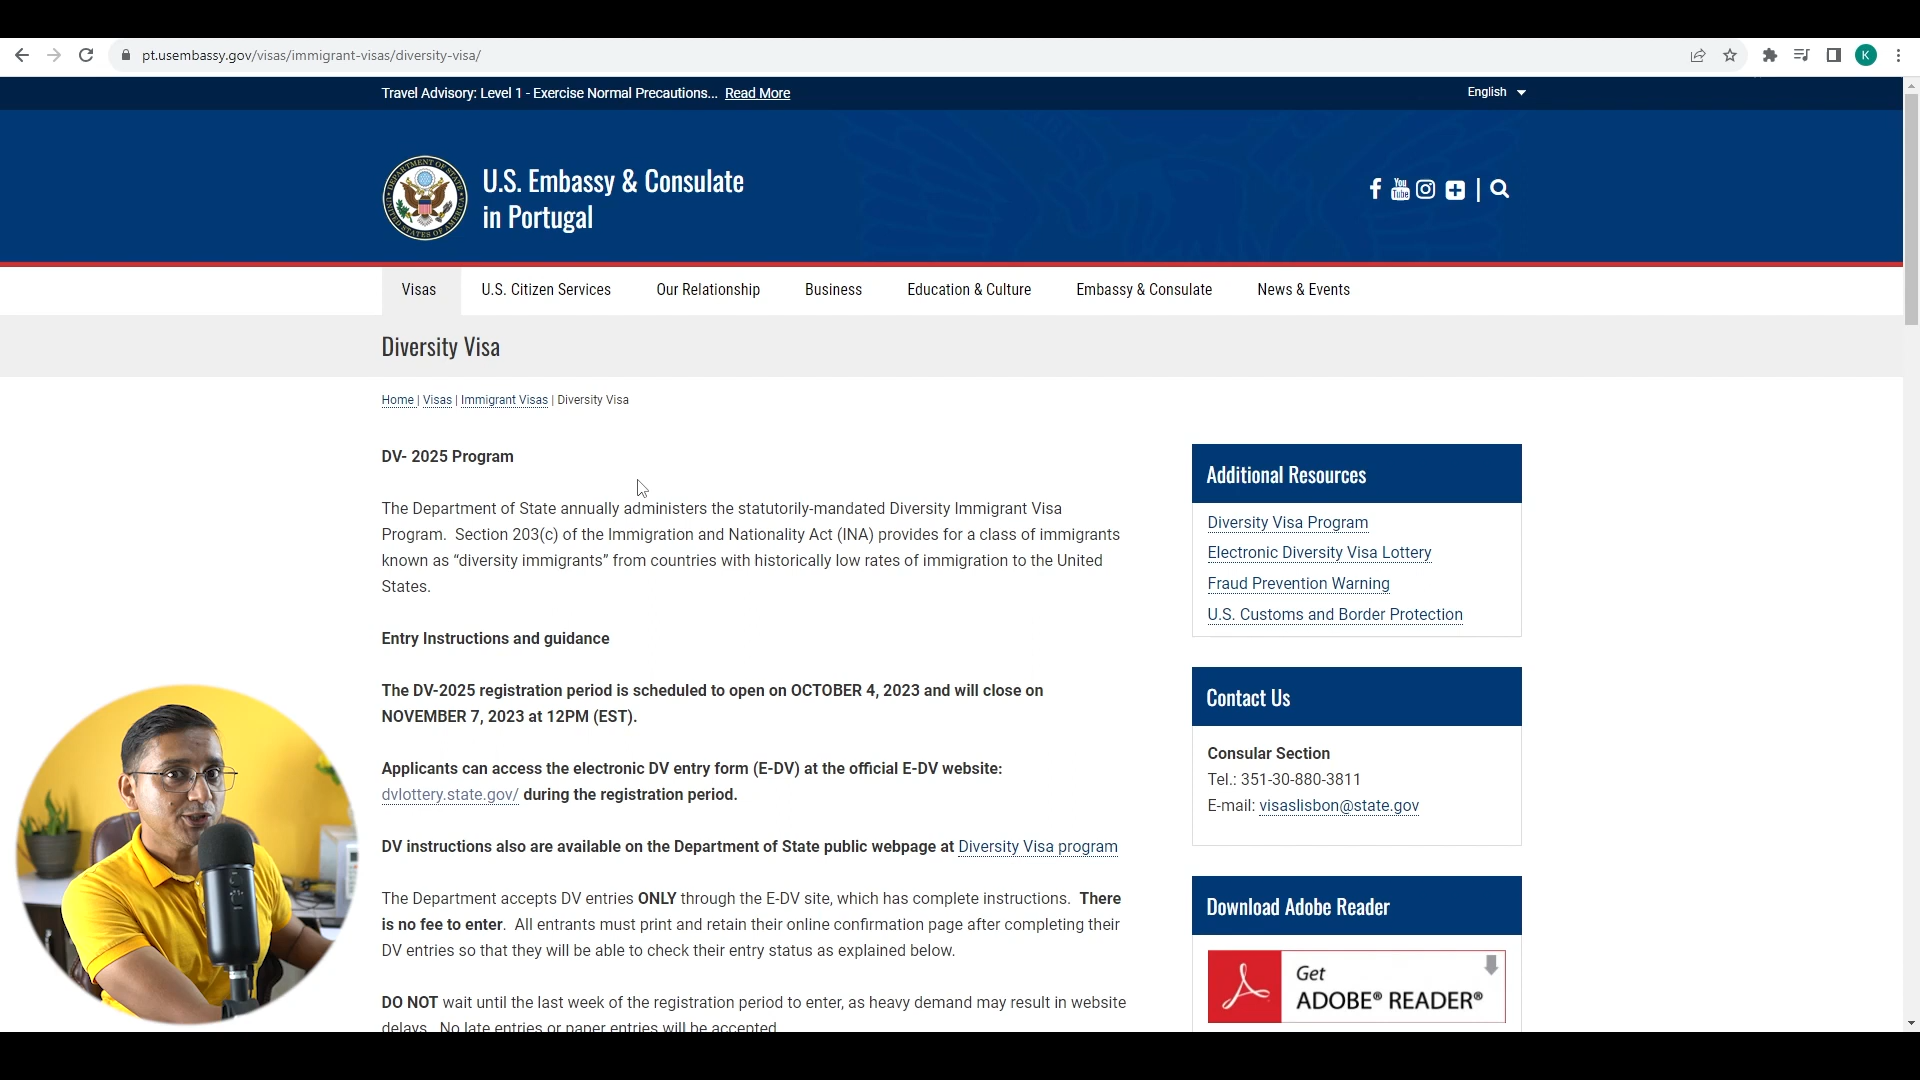 pt.usembassy.gov/visas/immigrant-visas/diversity-visa/
K
Travel Advisory: Level 1 - Exercise Normal Precautions... Read More
English
U.S. Embassy & Consulate
in Portugal
You
Tube
Visas
U.S. Citizen Services
Our Relationship
Business
Education & Culture
Embassy & Consulate
News & Events
Diversity Visa
Home | Visas | Immigrant Visas | Diversity Visa
DV- 2025 Program
The Department of State annually administers the statutorily-mandated Diversity Immigrant Visa
Program. Section 203(c) of the Immigration and Nationality Act (INA) provides for a class of immigrants
known as “diversity immigrants” from countries with historically low rates of immigration to the United
States.
Entry Instructions and guidance
The DV-2025 registration period is scheduled to open on OCTOBER 4, 2023 and will close on
NOVEMBER 7, 2023 at 12PM (EST).
Applicants can access the electronic DV entry form (E-DV) at the official E-DV website:
dvlottery.state.gov/ during the registration period.
DV instructions also are available on the Department of State public webpage at Diversity Visa program
The Department accepts DV entries ONLY through the E-DV site, which has complete instructions. There
is no fee to enter. All entrants must print and retain their online confirmation page after completing their
DV entries so that they will be able to check their entry status as explained below.
DO NOT wait until the last week of the registration period to enter, as heavy demand may result in website
delays. No late entries or paper entries will be accepted
Additional Resources
Diversity Visa Program
Electronic Diversity Visa Lottery
Fraud Prevention Warning
U.S. Customs and Border Protection
Contact Us
Consular Section
Tel.: 351-30-880-3811
E-mail: visaslisbon@state.gov
Download Adobe Reader
Get
ADOBE® READER®